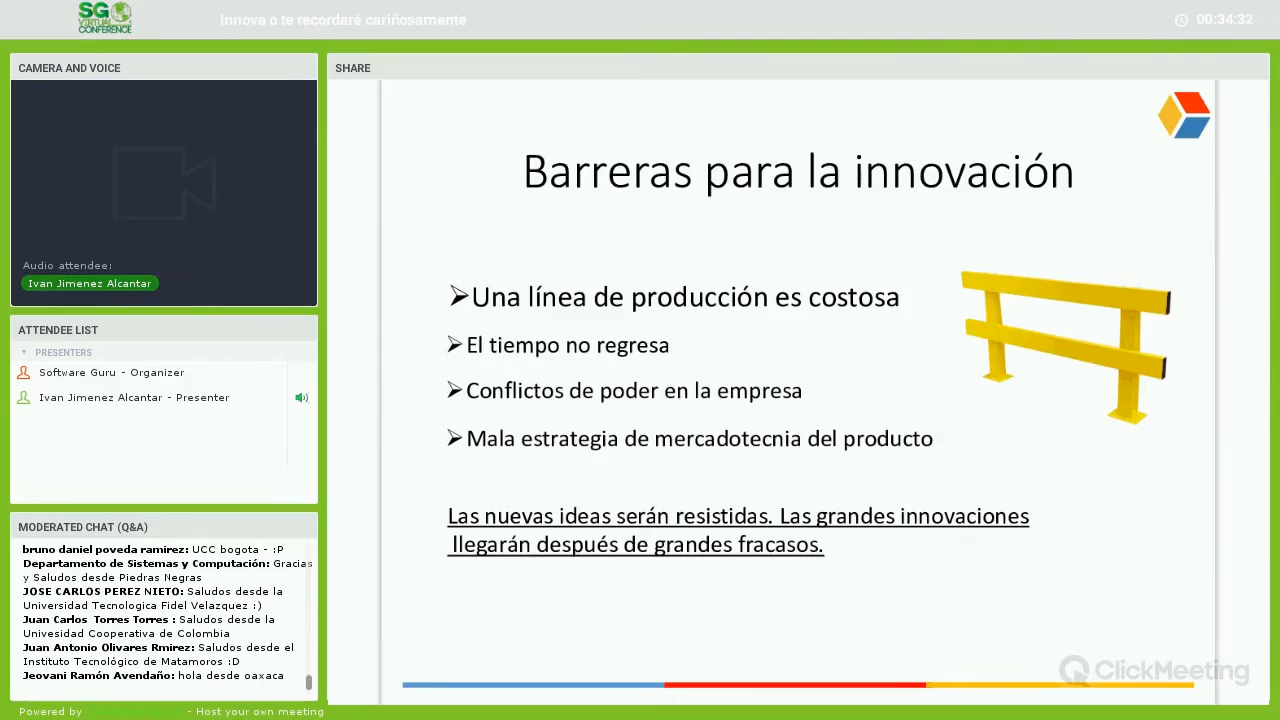 SG
VIRTUAL
CONFERENCE
Innova o te recordaré cariñosamente
00:34:32
CAMERA AND VOICE
Audio attendee:
Ivan Jimenez Alcantar
ATTENDEE LIST
PRESENTERS
Software Guru - Organizer
Ivan Jimenez Alcantar - Presenter
MODERATED CHAT (Q&A)
bruno daniel poveda ramirez: UCC bogota - :P
Departamento de Sistemas y Computación: Gracias
y Saludos desde Piedras Negras
JOSE CARLOS PEREZ NIETO: Saludos desde la
Universidad Tecnologica Fidel Velazquez :)
Juan Carlos Torres Torres : Saludos desde la
Univesidad Cooperativa de Colombia
Juan Antonio Olivares Rmirez: Saludos desde el
Instituto Tecnológico de Matamoros :D
Jeovani Ramón Avendaño: hola desde oaxaca
Powered by - Host your own meeting
SHARE
Barreras para la innovación
Una línea de producción es costosa
El tiempo no regresa
Conflictos de poder en la empresa
Mala estrategia de mercadotecnia del producto
Las nuevas ideas serán resistidas. Las grandes innovaciones
llegarán después de grandes fracasos.
ClickMeeting